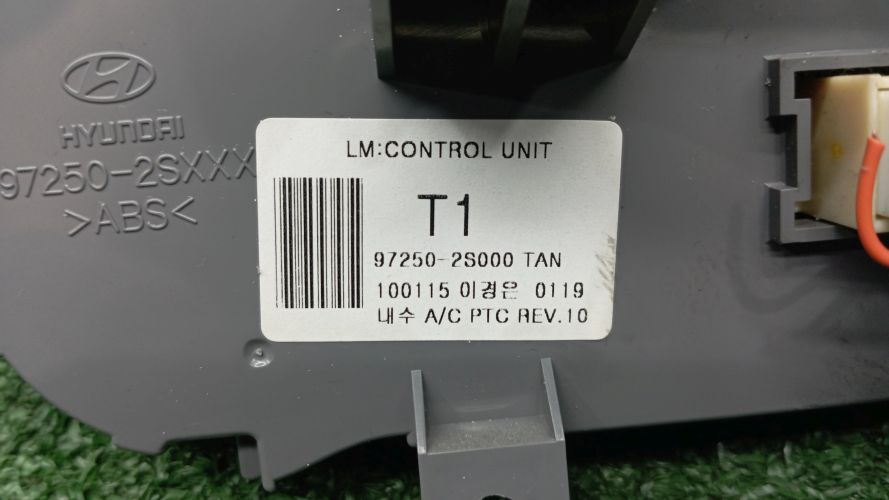 HYUNDAI
97250-2SXXX
>ABS<
LM:CONTROL UNIT
T1
97250-2S000 TAN
100115 이경은 0119
내수 A/C PTC REV.10